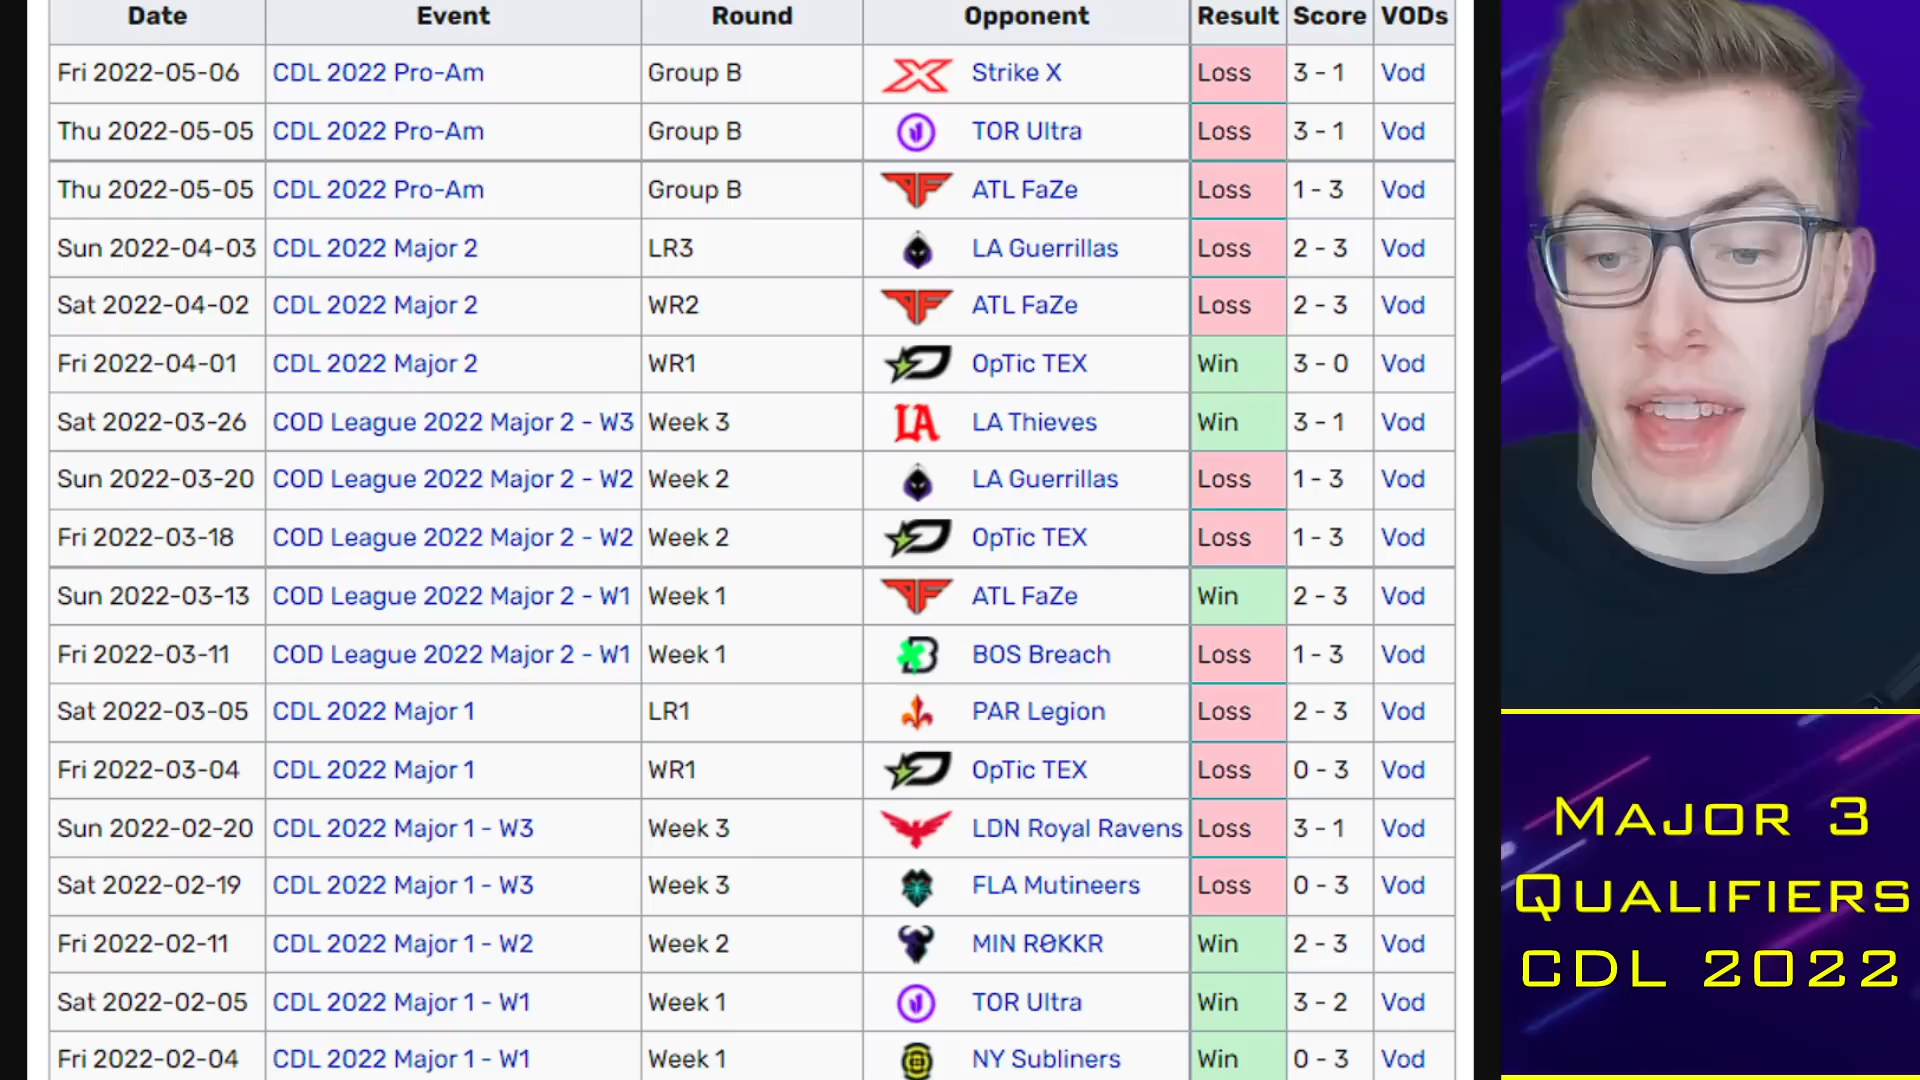 Date Event Round Opponent Result Score VODs
Fri 2022-05-06 CDL 2022 Pro-Am Group B Strike X Loss 3 - 1 Vod
Thu 2022-05-05 CDL 2022 Pro-Am Group B TOR Ultra Loss 3 - 1 Vod
Thu 2022-05-05 CDL 2022 Pro-Am Group B ATL FaZe Loss 1 - 3 Vod
Sun 2022-04-03 CDL 2022 Major 2 LR3 LA Guerrillas Loss 2 - 3 Vod
Sat 2022-04-02 CDL 2022 Major 2 WR2 ATL FaZe Loss 2 - 3 Vod
Fri 2022-04-01 CDL 2022 Major 2 WR1 OpTic TEX Win 3 - 0 Vod
Sat 2022-03-26 COD League 2022 Major 2 - W3 Week 3 LA LA Thieves Win 3 - 1 Vod
Sun 2022-03-20 COD League 2022 Major 2 - W2 Week 2 LA Guerrillas Loss 1 - 3 Vod
Fri 2022-03-18 COD League 2022 Major 2 - W2 Week 2 OpTic TEX Loss 1 - 3 Vod
Sun 2022-03-13 COD League 2022 Major 2 - W1 Week 1 ATL FaZe Win 2 - 3 Vod
Fri 2022-03-11 COD League 2022 Major 2 - W1 Week 1 B BOS Breach Loss 1 - 3 Vod
Sat 2022-03-05 CDL 2022 Major 1 LR1 PAR Legion Loss 2 - 3 Vod
Fri 2022-03-04 CDL 2022 Major 1 WR1 OpTic TEX Loss 0 - 3 Vod
Sun 2022-02-20 CDL 2022 Major 1 - W3 Week 3 LDN Royal Ravens Loss 3 - 1 Vod
Sat 2022-02-19 CDL 2022 Major 1 - W3 Week 3 FLA Mutineers Loss 0 - 3 Vod
Fri 2022-02-11 CDL 2022 Major 1 - W2 Week 2 MIN RØKKR Win 2 - 3 Vod
Sat 2022-02-05 CDL 2022 Major 1 - W1 Week 1 TOR Ultra Win 3 - 2 Vod
Fri 2022-02-04 CDL 2022 Major 1 - W1 Week 1 NY Subliners Win 0 - 3 Vod
MAJOR 3
QUALIFIERS
CDL 2022